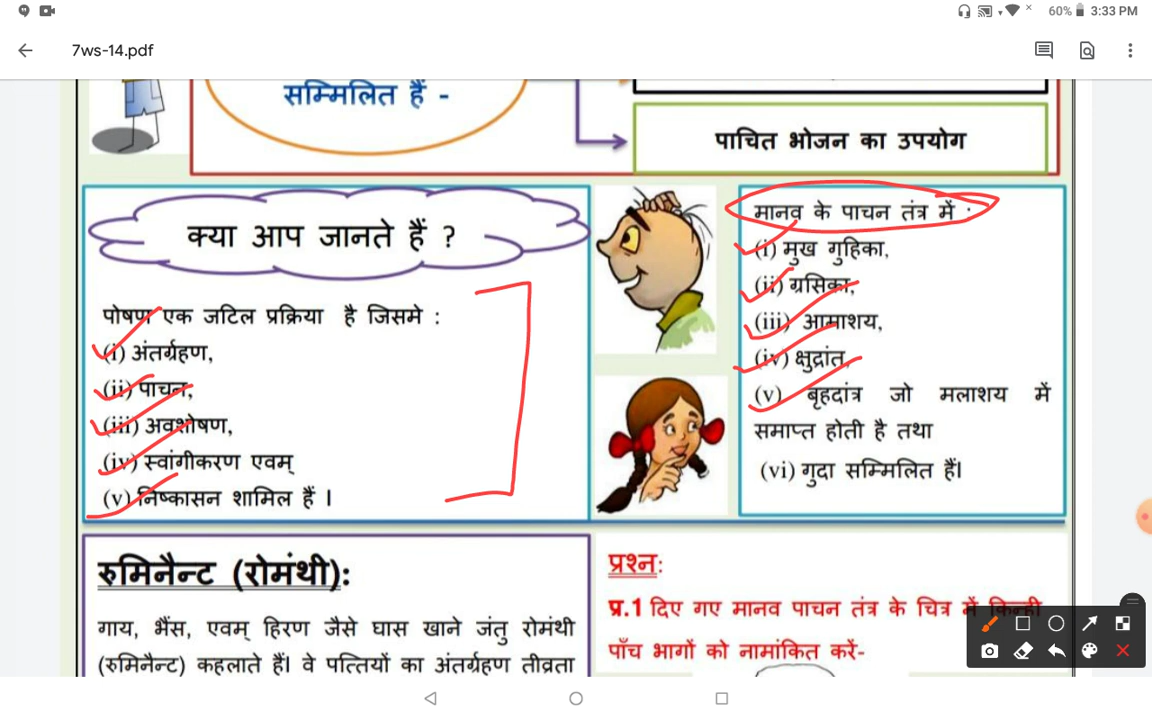 60% 3:33 PM
7ws-14.pdf
सम्मिलित हैं -
पाचित भोजन का उपयोग
क्या आप जानते हैं ?
पोषण एक जटिल प्रक्रिया है जिसमे :
(i) अंतर्ग्रहण,
(ii) पाचन,
(iii) अवशोषण,
(iv) स्वांगीकरण एवम्
(v) निष्कासन शामिल हैं ।
मानव के पाचन तंत्र में :
(i) मुख गुहिका,
(ii) ग्रसिका,
(iii) आमाशय,
(iv) क्षुद्रांत,
(v) बृहदांत्र जो मलाशय में
समाप्त होती है तथा
(vi) गुदा सम्मिलित हैं।
रुमिनैन्ट (रोमंथी):
गाय, भैंस, एवम् हिरण जैसे घास खाने जंतु रोमंथी
(रुमिनैन्ट) कहलाते हैं। वे पत्तियों का अंतर्ग्रहण तीव्रता
प्रश्न:
प्र.1 दिए गए मानव पाचन तंत्र के चित्र में किन्ही
पाँच भागों को नामांकित करें-